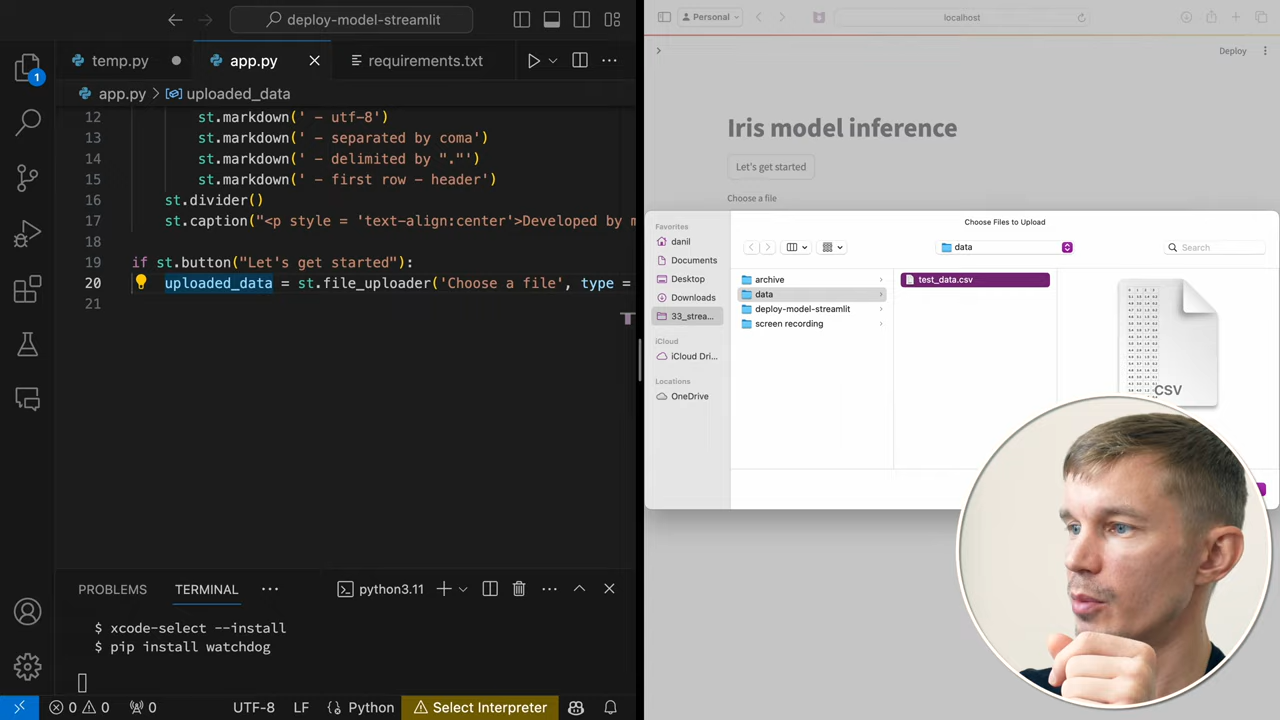 deploy-model-streamlit
temp.py
app.py
requirements.txt
app.py > uploaded_data
12 st.markdown(' - utf-8')
13 st.markdown(' - separated by coma')
14 st.markdown(' - delimited by "."')
15 st.markdown(' - first row - header')
16 st.divider()
17 st.caption("<p style = 'text-align:center'>Developed by m
18
19 if st.button("Let's get started"):
20 uploaded_data = st.file_uploader('Choose a file', type =
21
1
PROBLEMS
TERMINAL
python3.11
$ xcode-select --install
$ pip install watchdog
0
0
0
UTF-8
LF
{} Python
Select Interpreter
Personal
localhost
Deploy
Iris model inference
Let's get started
Choose a file
Choose Files to Upload
Favorites
danil
Documents
Desktop
Downloads
33_strea...
iCloud
iCloud Dri...
Locations
OneDrive
data
Search
archive
data
deploy-model-streamlit
screen recording
test_data.csv
CSV